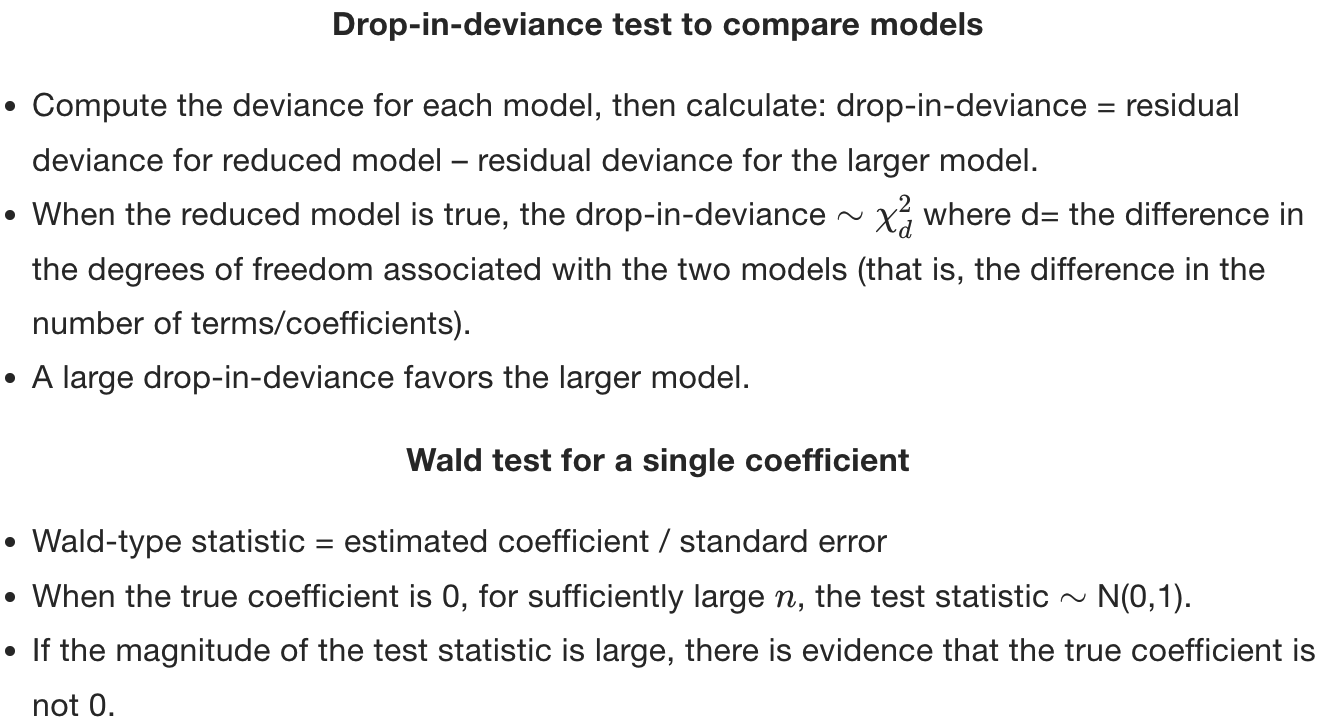 Drop-in-deviance test to compare models
• Compute the deviance for each model, then calculate: drop-in-deviance = residual
deviance for reduced model – residual deviance for the larger model.
• When the reduced model is true, the drop-in-deviance ∼ χ²_d where d= the difference in
the degrees of freedom associated with the two models (that is, the difference in the
number of terms/coefficients).
• A large drop-in-deviance favors the larger model.
Wald test for a single coefficient
• Wald-type statistic = estimated coefficient / standard error
• When the true coefficient is 0, for sufficiently large n, the test statistic ∼ N(0,1).
• If the magnitude of the test statistic is large, there is evidence that the true coefficient is
not 0.